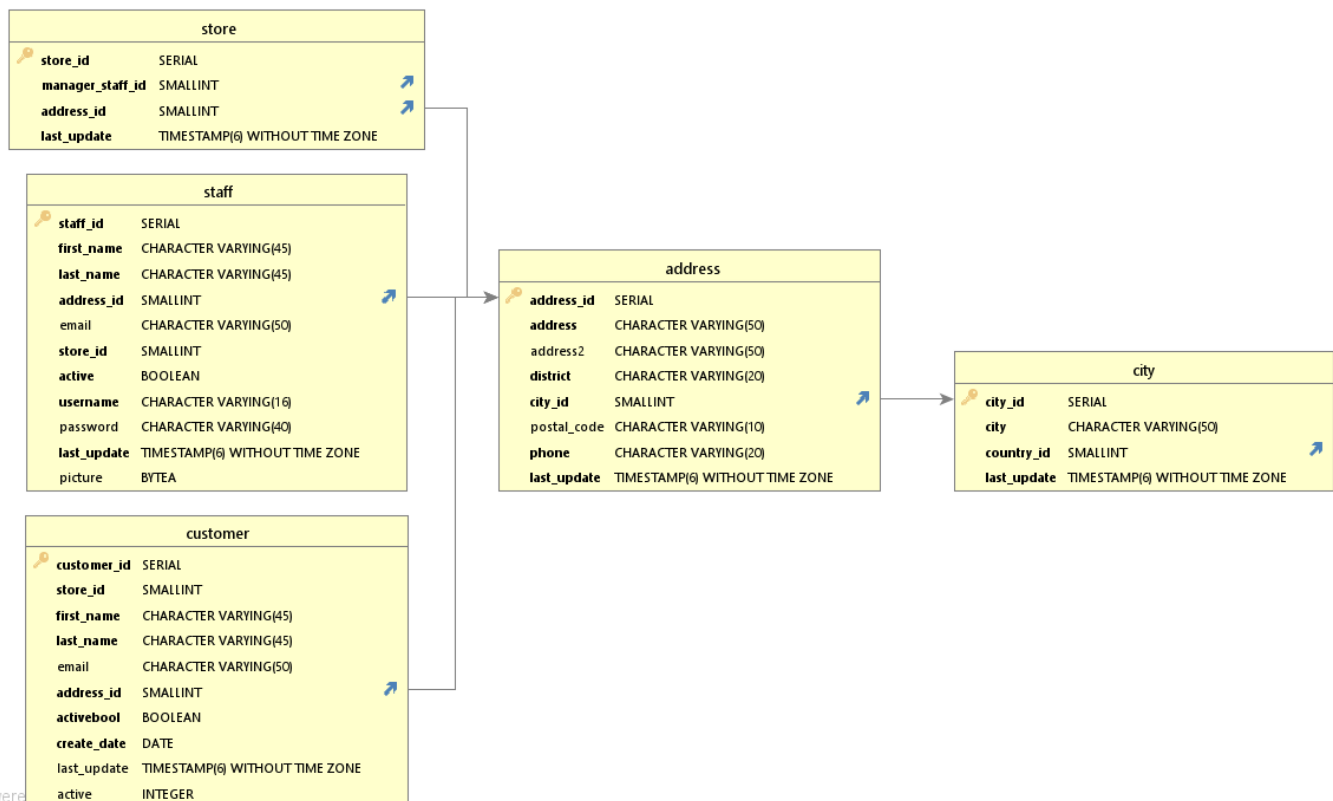 store
store_id SERIAL
manager_staff_id SMALLINT
address_id SMALLINT
last_update TIMESTAMP(6) WITHOUT TIME ZONE
staff
staff_id SERIAL
first_name CHARACTER VARYING(45)
last_name CHARACTER VARYING(45)
address_id SMALLINT
email CHARACTER VARYING(50)
store_id SMALLINT
active BOOLEAN
username CHARACTER VARYING(16)
password CHARACTER VARYING(40)
last_update TIMESTAMP(6) WITHOUT TIME ZONE
picture BYTEA
customer
customer_id SERIAL
store_id SMALLINT
first_name CHARACTER VARYING(45)
last_name CHARACTER VARYING(45)
email CHARACTER VARYING(50)
address_id SMALLINT
activebool BOOLEAN
create_date DATE
last_update TIMESTAMP(6) WITHOUT TIME ZONE
active INTEGER
address
address_id SERIAL
address CHARACTER VARYING(50)
address2 CHARACTER VARYING(50)
district CHARACTER VARYING(20)
city_id SMALLINT
postal_code CHARACTER VARYING(10)
phone CHARACTER VARYING(20)
last_update TIMESTAMP(6) WITHOUT TIME ZONE
city
city_id SERIAL
city CHARACTER VARYING(50)
country_id SMALLINT
last_update TIMESTAMP(6) WITHOUT TIME ZONE